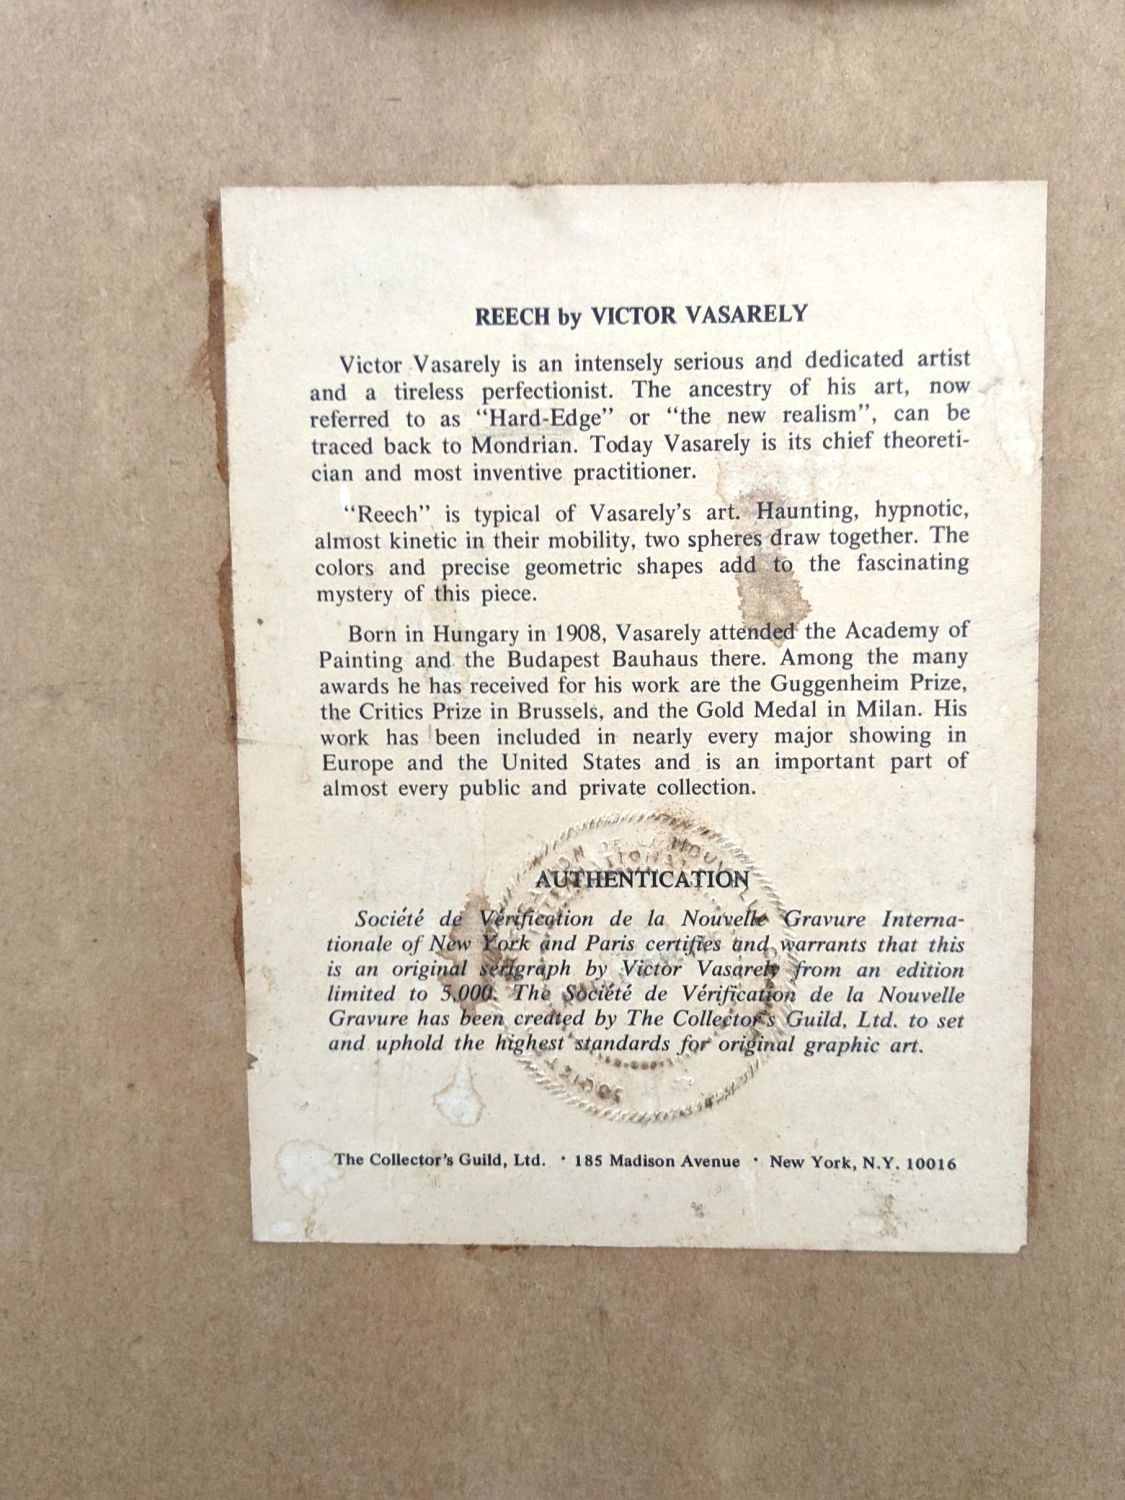 REECH by VICTOR VASARELY
Victor Vasarely is an intensely serious and dedicated artist
and a tireless perfectionist. The ancestry of his art, now
referred to as “Hard-Edge” or “the new realism”, can be
traced back to Mondrian. Today Vasarely is its chief theoreti-
cian and most inventive practitioner.
“Reech” is typical of Vasarely’s art. Haunting, hypnotic,
almost kinetic in their mobility, two spheres draw together. The
colors and precise geometric shapes add to the fascinating
mystery of this piece.
Born in Hungary in 1908, Vasarely attended the Academy of
Painting and the Budapest Bauhaus there. Among the many
awards he has received for his work are the Guggenheim Prize,
the Critics Prize in Brussels, and the Gold Medal in Milan. His
work has been included in nearly every major showing in
Europe and the United States and is an important part of
almost every public and private collection.
AUTHENTICATION
Société de Vérification de la Nouvelle Gravure Interna-
tionale of New York and Paris certifies and warrants that this
is an original serigraph by Victor Vasarely from an edition
limited to 5,000. The Société de Vérification de la Nouvelle
Gravure has been created by The Collector’s Guild, Ltd. to set
and uphold the highest standards for original graphic art.
The Collector’s Guild, Ltd. · 185 Madison Avenue · New York, N.Y. 10016